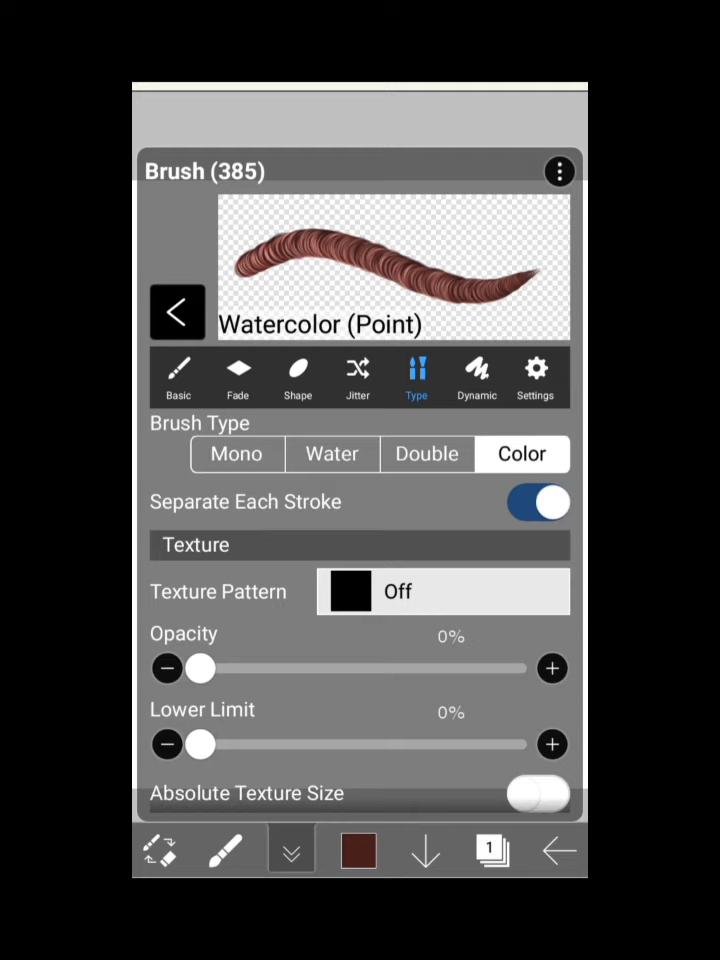 Brush (385)
Watercolor (Point)
Basic Fade Shape Jitter Type Dynamic Settings
Brush Type
Mono Water Double Color
Separate Each Stroke
Texture
Texture Pattern Off
Opacity 0%
Lower Limit 0%
Absolute Texture Size
1